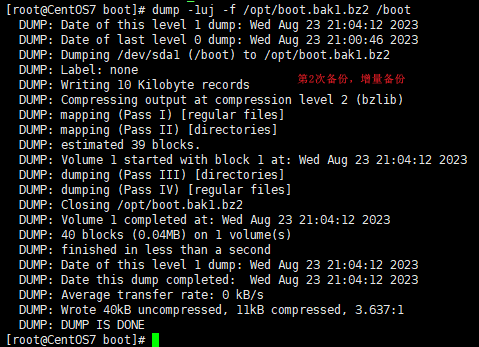 [root@CentOS7 boot]# dump -1uj -f /opt/boot.bak1.bz2 /boot
DUMP: Date of this level 1 dump: Wed Aug 23 21:04:12 2023
DUMP: Date of last level 0 dump: Wed Aug 23 21:00:46 2023
DUMP: Dumping /dev/sda1 (/boot) to /opt/boot.bak1.bz2
DUMP: Label: none
DUMP: Writing 10 Kilobyte records
第2次备份，增量备份
DUMP: Compressing output at compression level 2 (bzlib)
DUMP: mapping (Pass I) [regular files]
DUMP: mapping (Pass II) [directories]
DUMP: estimated 39 blocks.
DUMP: Volume 1 started with block 1 at: Wed Aug 23 21:04:12 2023
DUMP: dumping (Pass III) [directories]
DUMP: dumping (Pass IV) [regular files]
DUMP: Closing /opt/boot.bak1.bz2
DUMP: Volume 1 completed at: Wed Aug 23 21:04:12 2023
DUMP: 40 blocks (0.04MB) on 1 volume(s)
DUMP: finished in less than a second
DUMP: Date of this level 1 dump: Wed Aug 23 21:04:12 2023
DUMP: Date this dump completed:  Wed Aug 23 21:04:12 2023
DUMP: Average transfer rate: 0 kB/s
DUMP: Wrote 40kB uncompressed, 11kB compressed, 3.637:1
DUMP: DUMP IS DONE
[root@CentOS7 boot]#